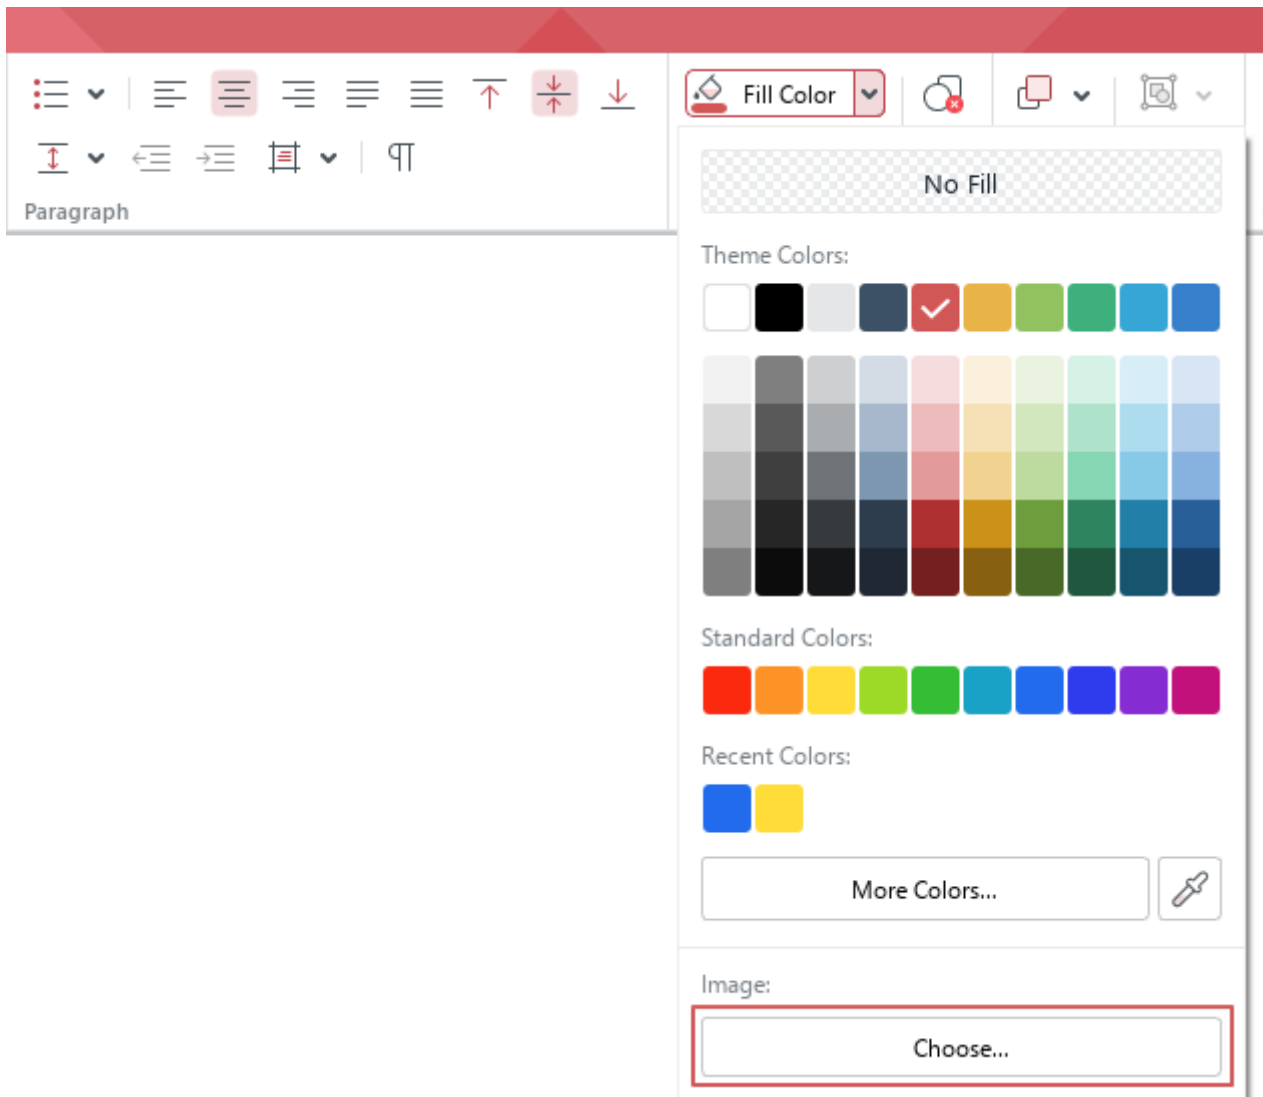 Fill Color
Paragraph
No Fill
Theme Colors:
Standard Colors:
Recent Colors:
More Colors...
Image:
Choose...